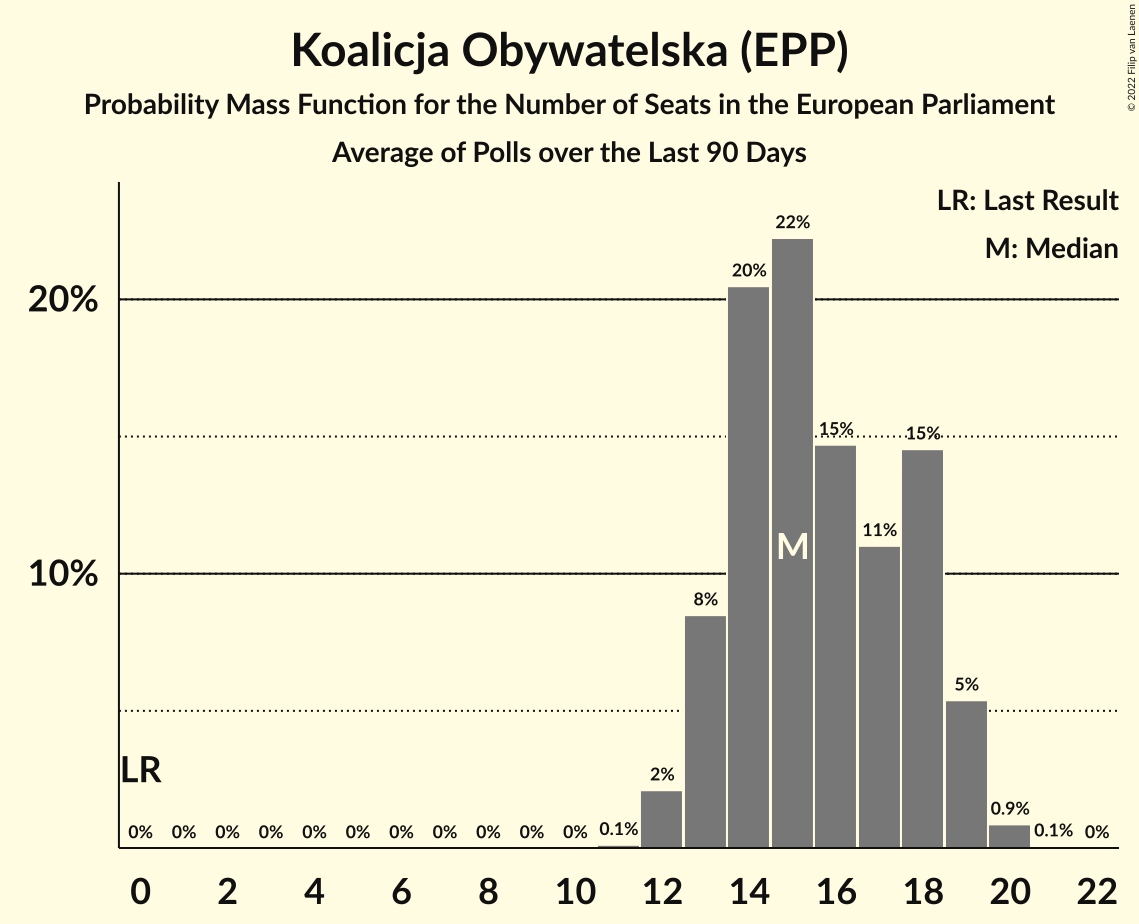 Koalicja Obywatelska (EPP)
Probability Mass Function for the Number of Seats in the European Parliament
Average of Polls over the Last 90 Days
© 2022 Filip van Laenen
LR: Last Result
M: Median
20%
10%
LR
M
0% 0% 0% 0% 0% 0% 0% 0% 0% 0% 0% 0.1% 2% 8% 20% 22% 15% 11% 15% 5% 0.9% 0.1% 0%
0 2 4 6 8 10 12 14 16 18 20 22